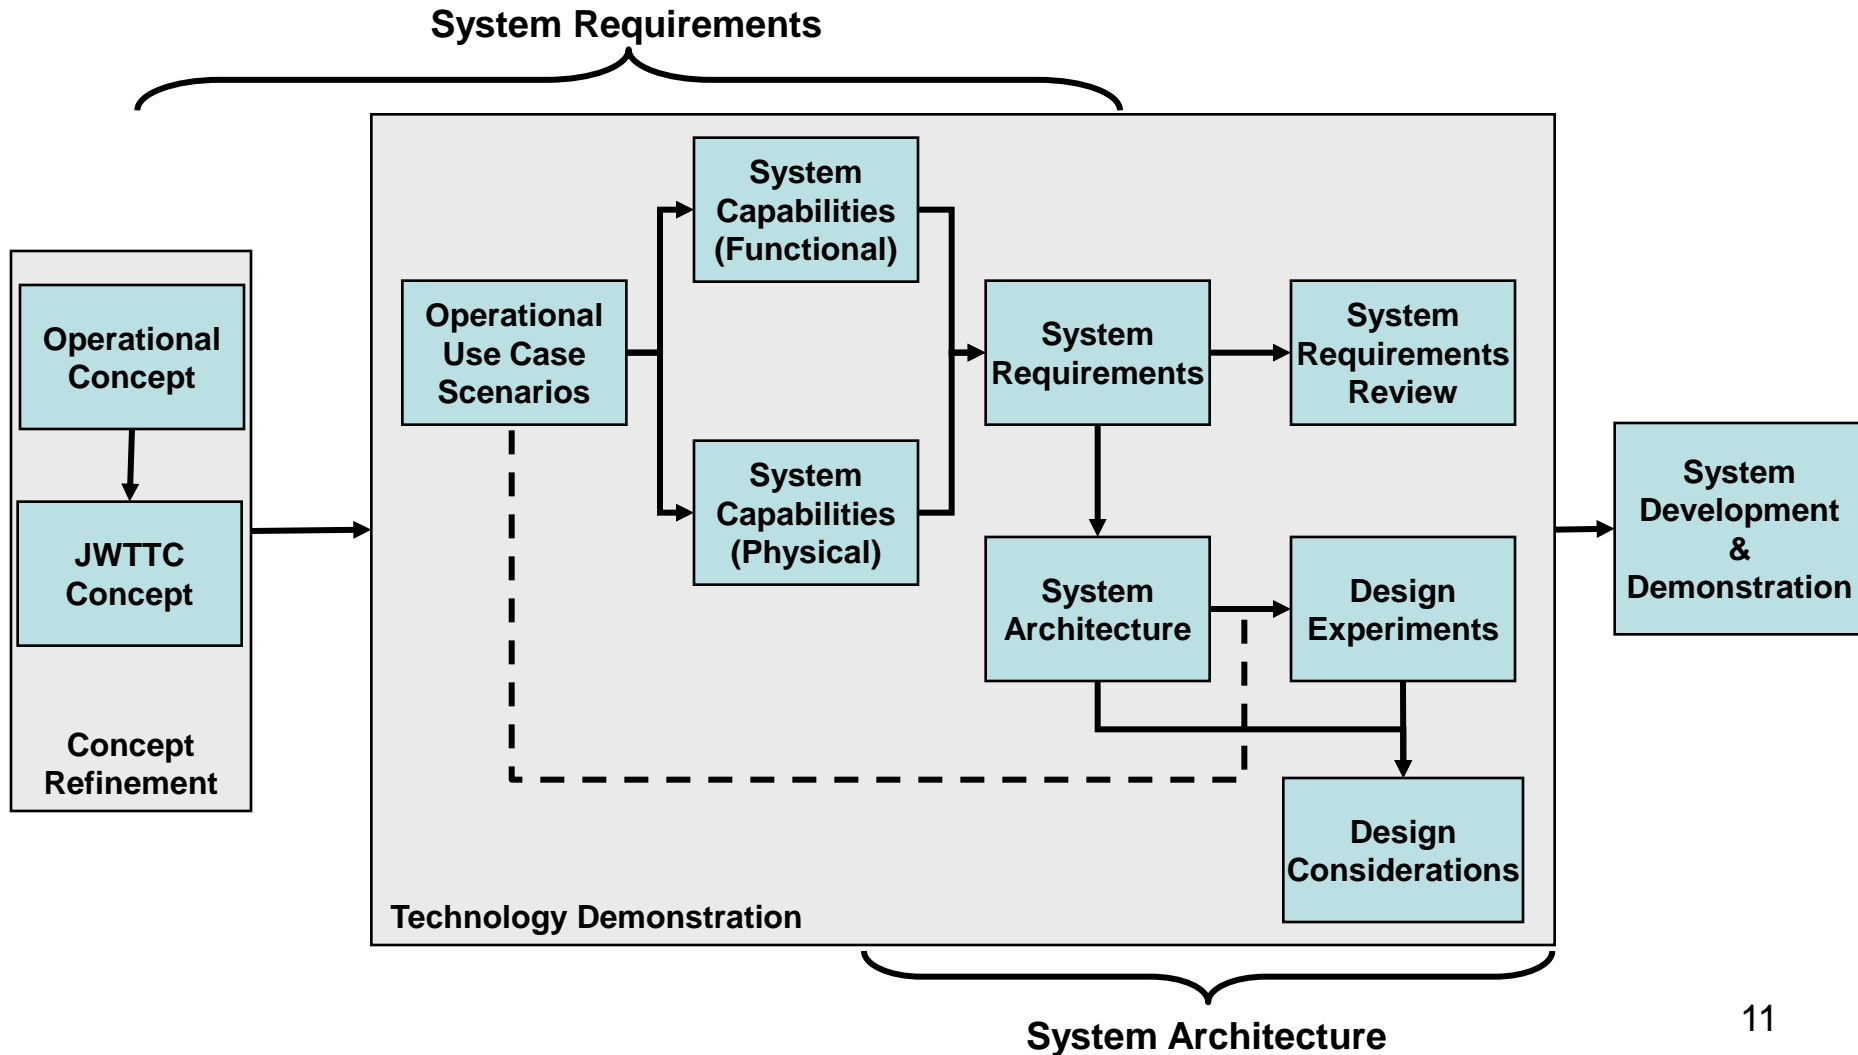 System Requirements
Operational
Concept
JWTTC
Concept
Concept
Refinement
Operational
Use Case
Scenarios
System
Capabilities
(Functional)
System
Capabilities
(Physical)
System
Requirements
System
Requirements
Review
System
Architecture
Design
Experiments
Design
Considerations
Technology Demonstration
System
Development
&
Demonstration
System Architecture
11